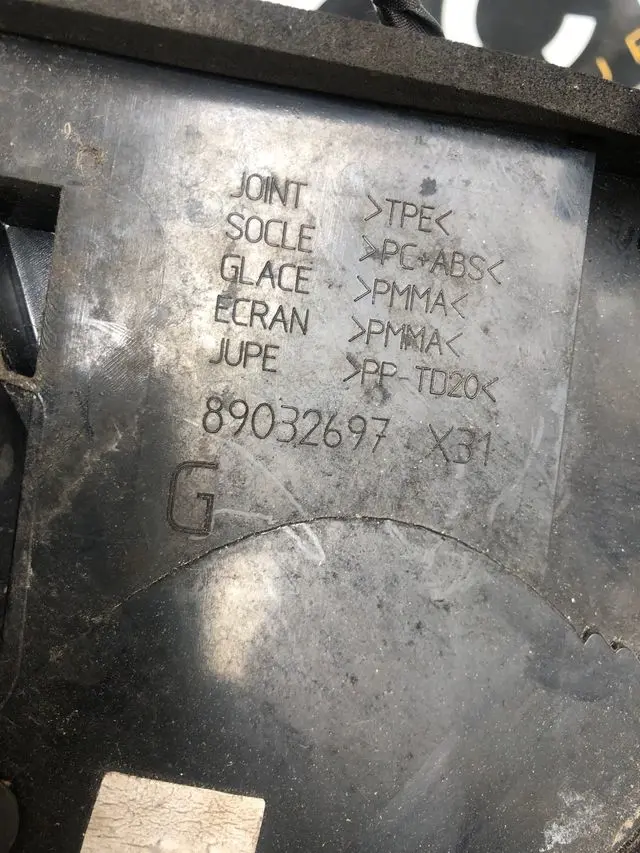 JOINT >TPE<
SOCLE >PC+ABS<
GLACE >PMMA<
ECRAN >PMMA<
JUPE >PP-TD20<
89032697 X31
G